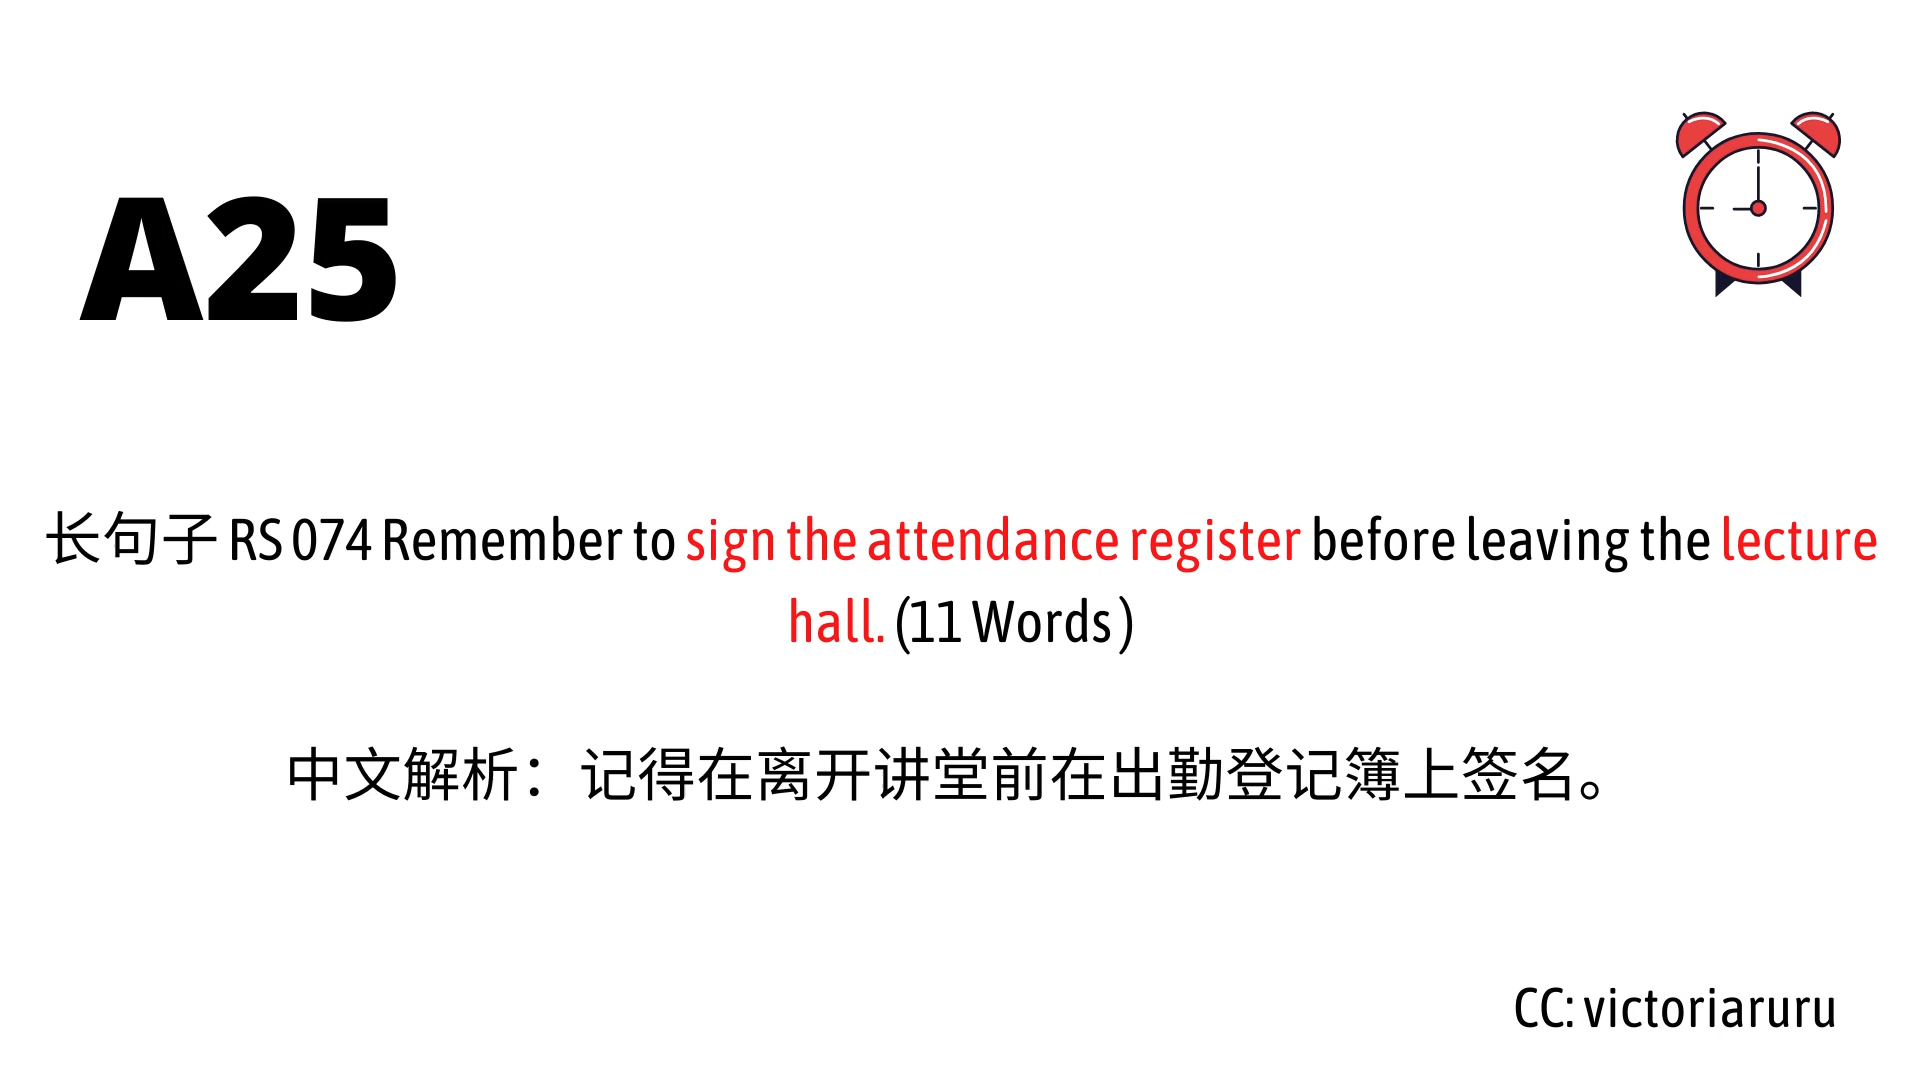 A25
长句子 RS 074 Remember to sign the attendance register before leaving the lecture
hall. (11 Words )
中文解析：记得在离开讲堂前在出勤登记簿上签名。
CC: victoriaruru